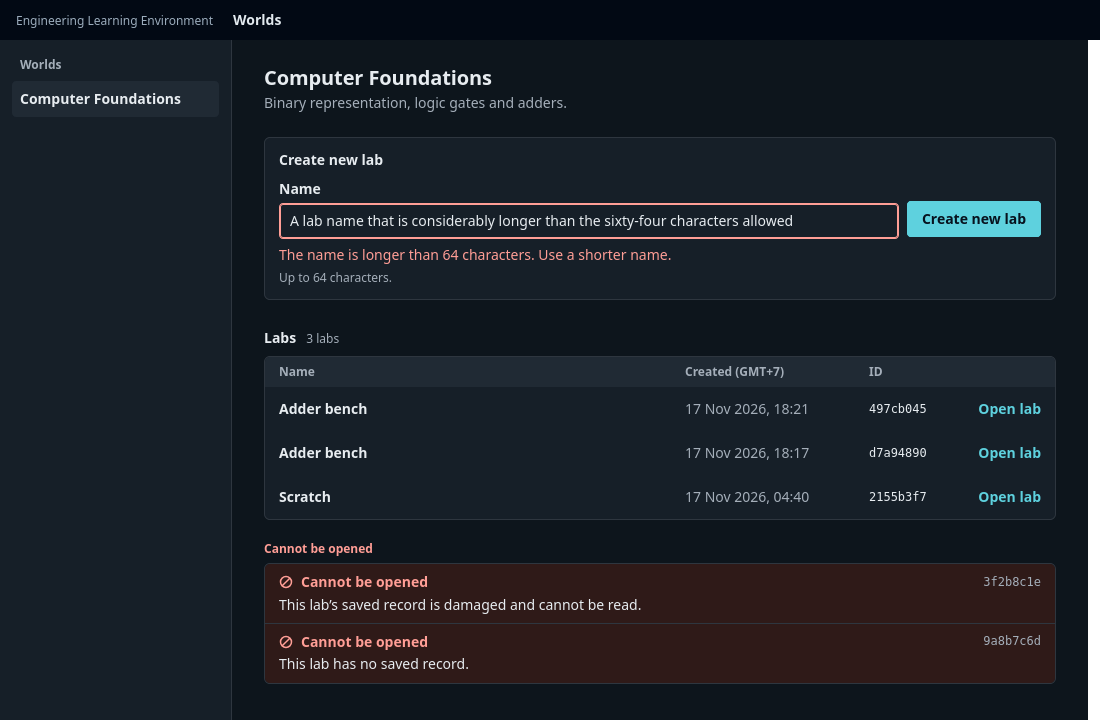 Engineering Learning Environment Worlds
Worlds
Computer Foundations
Computer Foundations
Binary representation, logic gates and adders.
Create new lab
Name
A lab name that is considerably longer than the sixty-four characters allowed
Create new lab
The name is longer than 64 characters. Use a shorter name.
Up to 64 characters.
Labs 3 labs
Name Created (GMT+7) ID
Adder bench 17 Nov 2026, 18:21 497cb045 Open lab
Adder bench 17 Nov 2026, 18:17 d7a94890 Open lab
Scratch 17 Nov 2026, 04:40 2155b3f7 Open lab
Cannot be opened
Cannot be opened 3f2b8c1e
This lab’s saved record is damaged and cannot be read.
Cannot be opened 9a8b7c6d
This lab has no saved record.